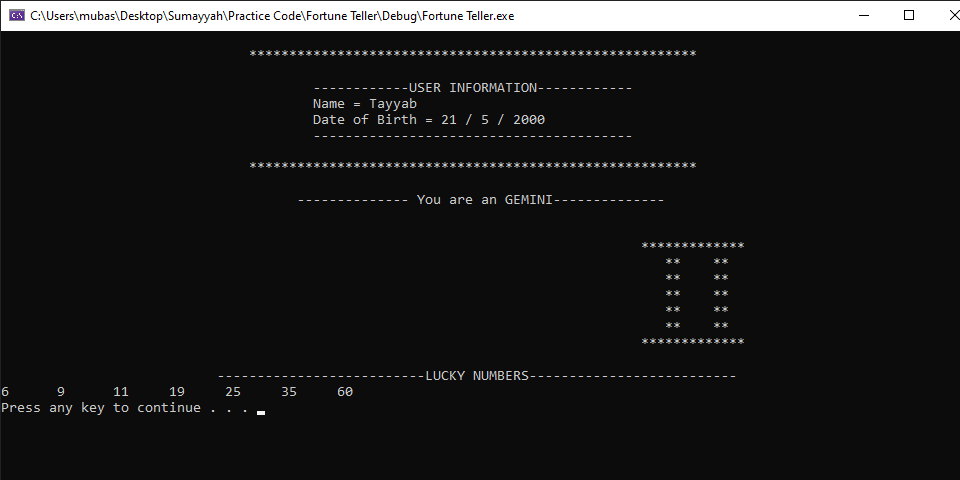 C:\Users\mubas\Desktop\Sumayyah\Practice Code\Fortune Teller\Debug\Fortune Teller.exe
********************************************************
------------USER INFORMATION------------
Name = Tayyab
Date of Birth = 21 / 5 / 2000
----------------------------------------
********************************************************
-------------- You are an GEMINI--------------
*************
**    **
**    **
**    **
**    **
**    **
*************
--------------------------LUCKY NUMBERS--------------------------
6      9      11     19     25     35     60
Press any key to continue . . .